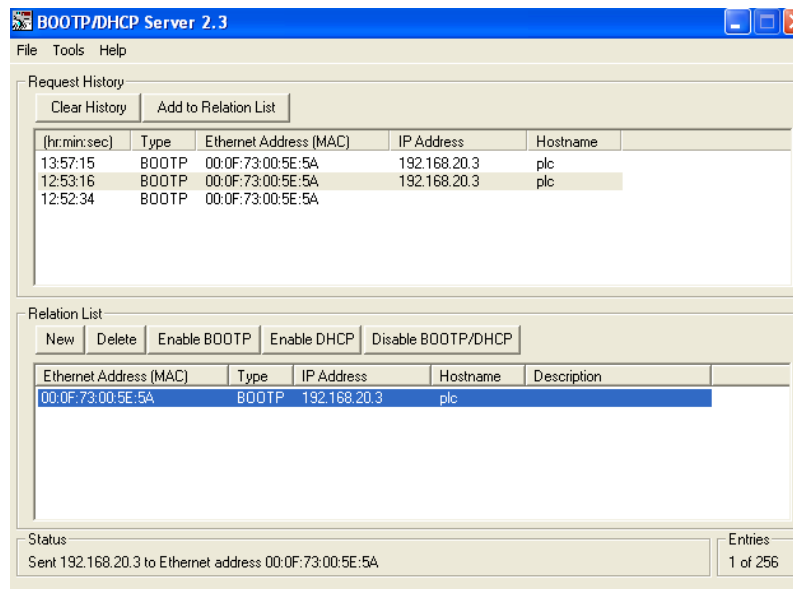 BOOTP/DHCP Server 2.3
File Tools Help
Request History
Clear History Add to Relation List
(hr:min:sec) Type Ethernet Address (MAC) IP Address Hostname
13:57:15 BOOTP 00:0F:73:00:5E:5A 192.168.20.3 plc
12:53:16 BOOTP 00:0F:73:00:5E:5A 192.168.20.3 plc
12:52:34 BOOTP 00:0F:73:00:5E:5A
Relation List
New Delete Enable BOOTP Enable DHCP Disable BOOTP/DHCP
Ethernet Address (MAC) Type IP Address Hostname Description
00:0F:73:00:5E:5A BOOTP 192.168.20.3 plc
Status Entries
Sent 192.168.20.3 to Ethernet address 00:0F:73:00:5E:5A 1 of 256